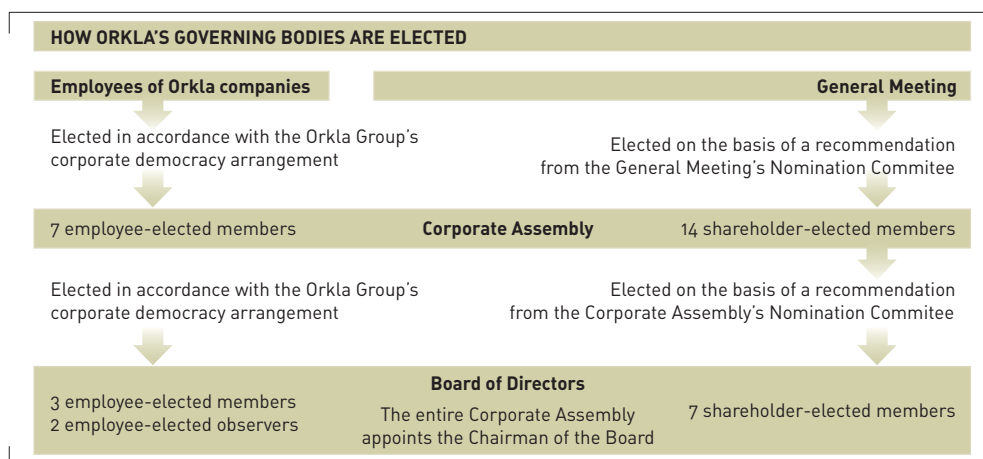 HOW ORKLA'S GOVERNING BODIES ARE ELECTED
Employees of Orkla companies
General Meeting
Elected in accordance with the Orkla Group's
corporate democracy arrangement
Elected on the basis of a recommendation
from the General Meeting's Nomination Commitee
7 employee-elected members
Corporate Assembly
14 shareholder-elected members
Elected in accordance with the Orkla Group's
corporate democracy arrangement
Elected on the basis of a recommendation
from the Corporate Assembly's Nomination Commitee
3 employee-elected members
2 employee-elected observers
Board of Directors
The entire Corporate Assembly
appoints the Chairman of the Board
7 shareholder-elected members